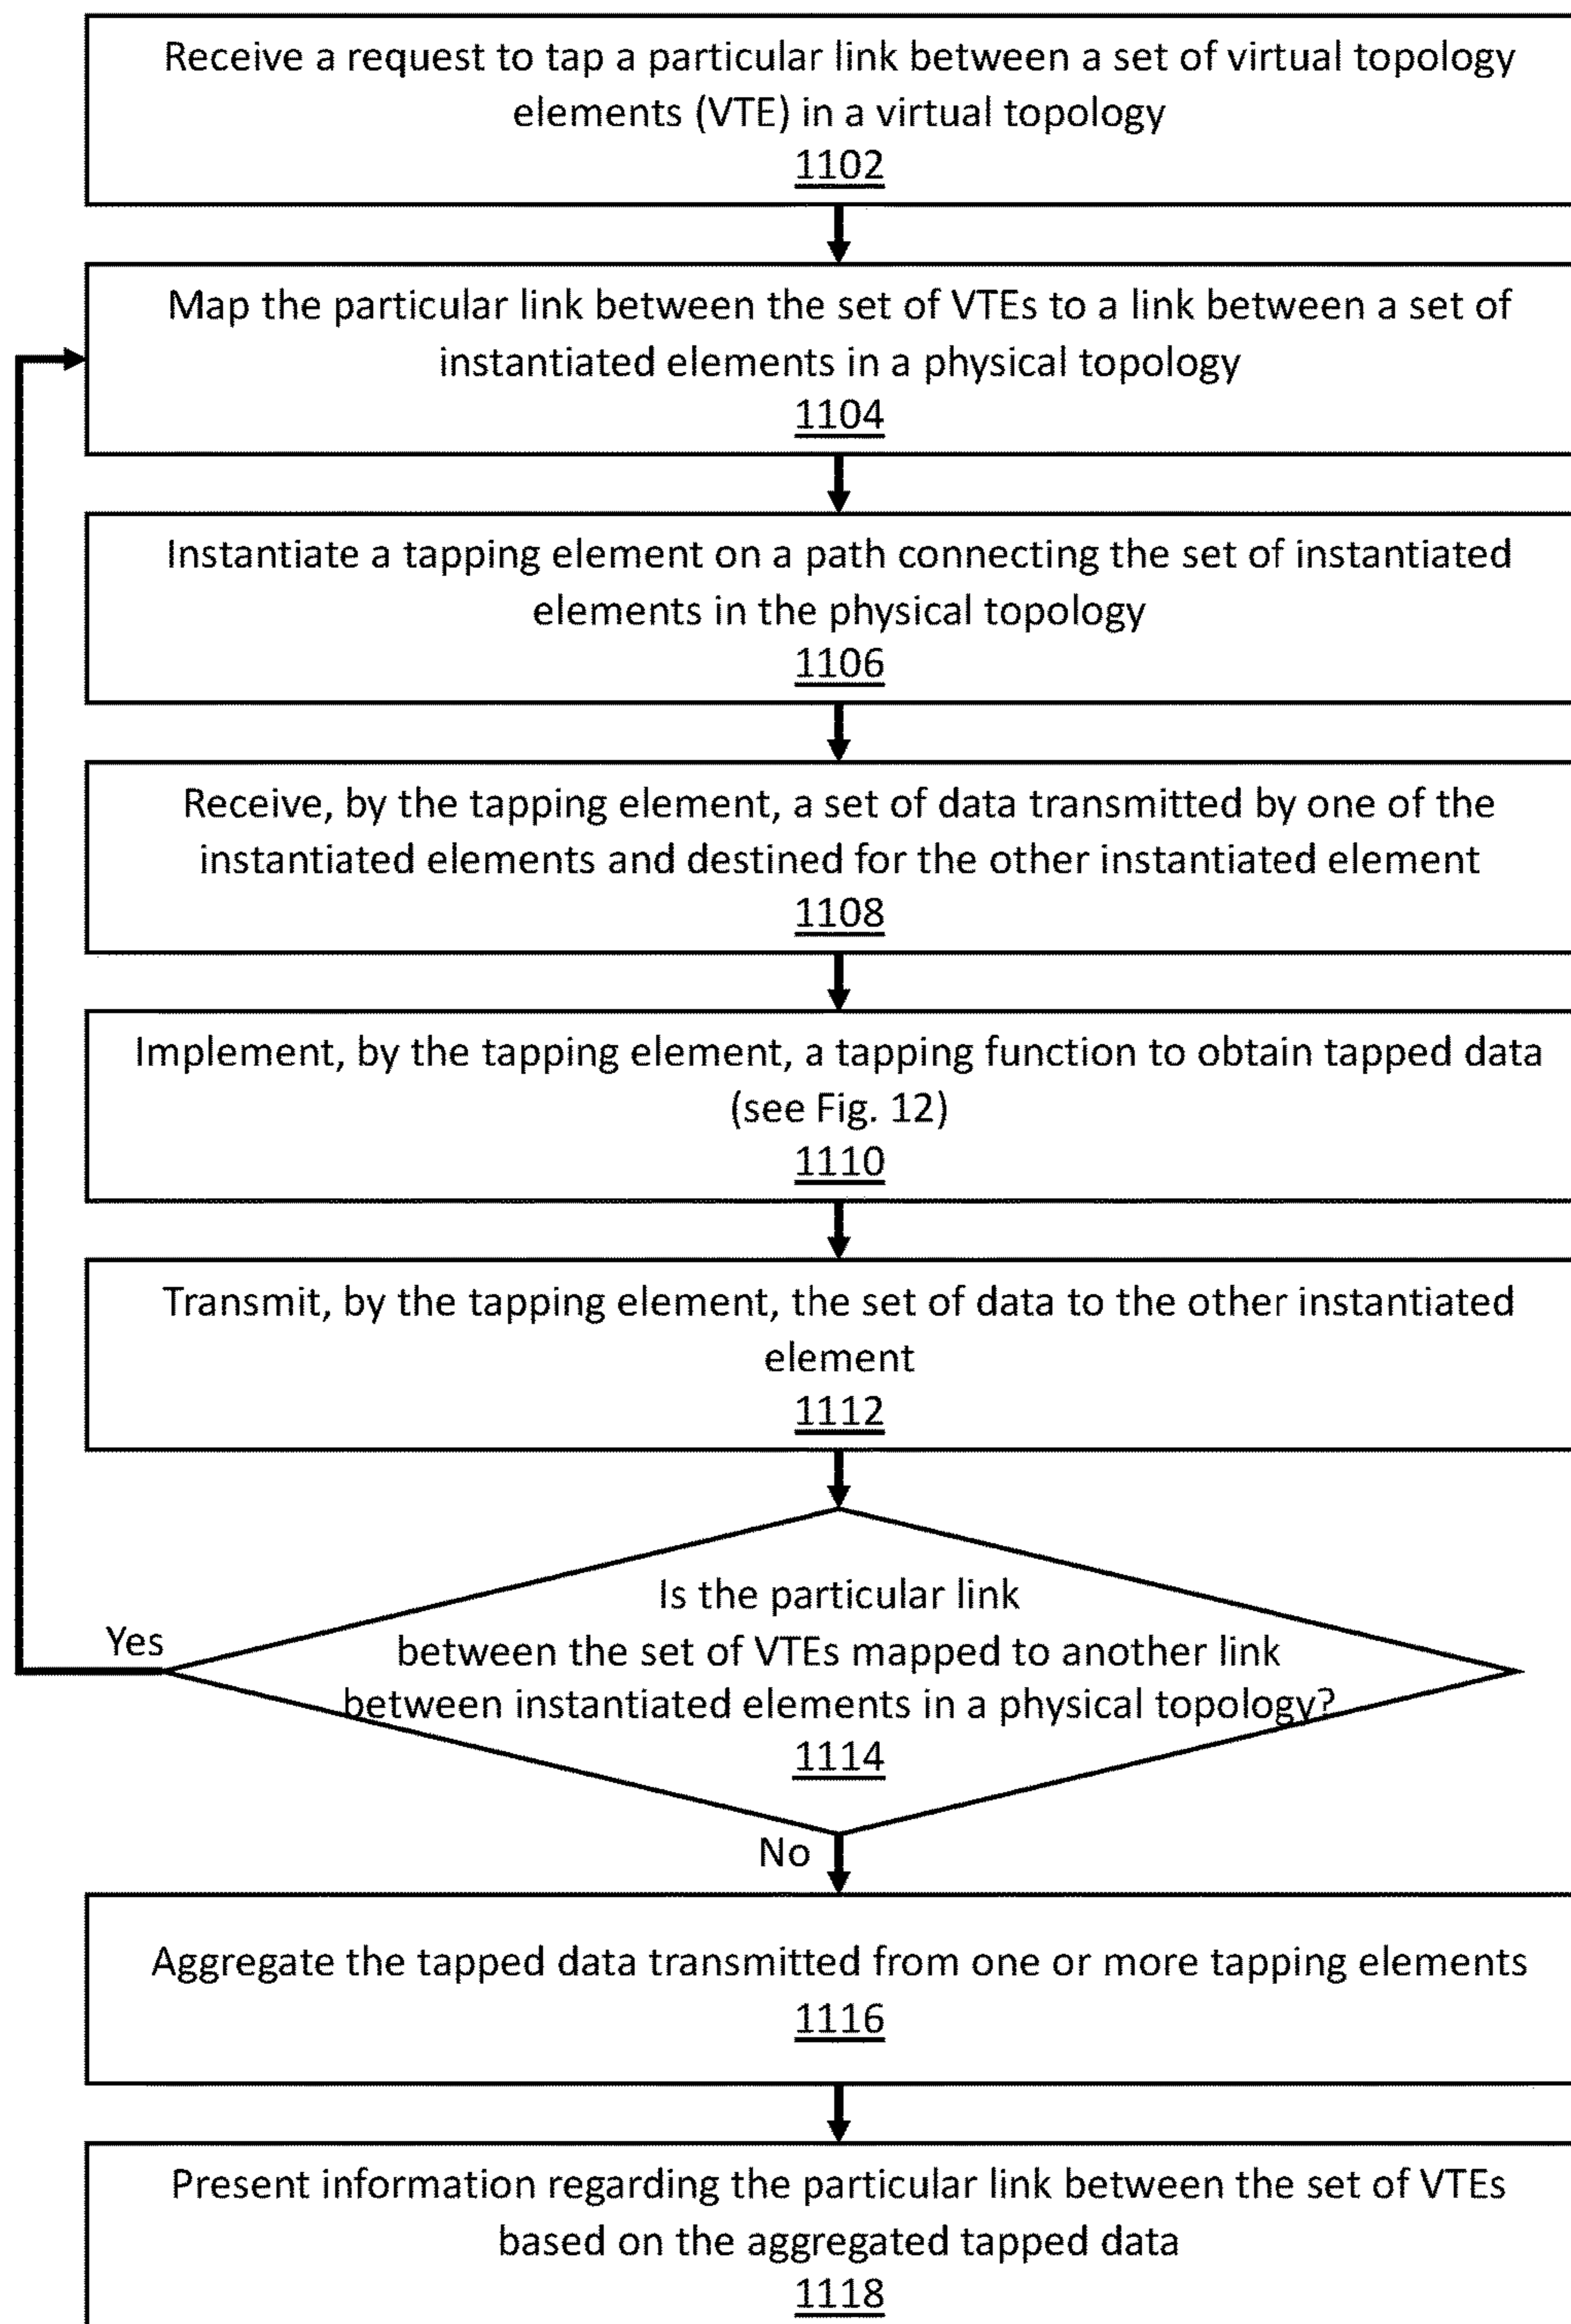 Receive a request to tap a particular link between a set of virtual topology
elements (VTE) in a virtual topology
1102
Map the particular link between the set of VTEs to a link between a set of
instantiated elements in a physical topology
1104
Instantiate a tapping element on a path connecting the set of instantiated
elements in the physical topology
1106
Receive, by the tapping element, a set of data transmitted by one of the
instantiated elements and destined for the other instantiated element
1108
Implement, by the tapping element, a tapping function to obtain tapped data
(see Fig. 12)
1110
Transmit, by the tapping element, the set of data to the other instantiated
element
1112
Is the particular link
between the set of VTEs mapped to another link
between instantiated elements in a physical topology?
1114
Yes
No
Aggregate the tapped data transmitted from one or more tapping elements
1116
Present information regarding the particular link between the set of VTEs
based on the aggregated tapped data
1118